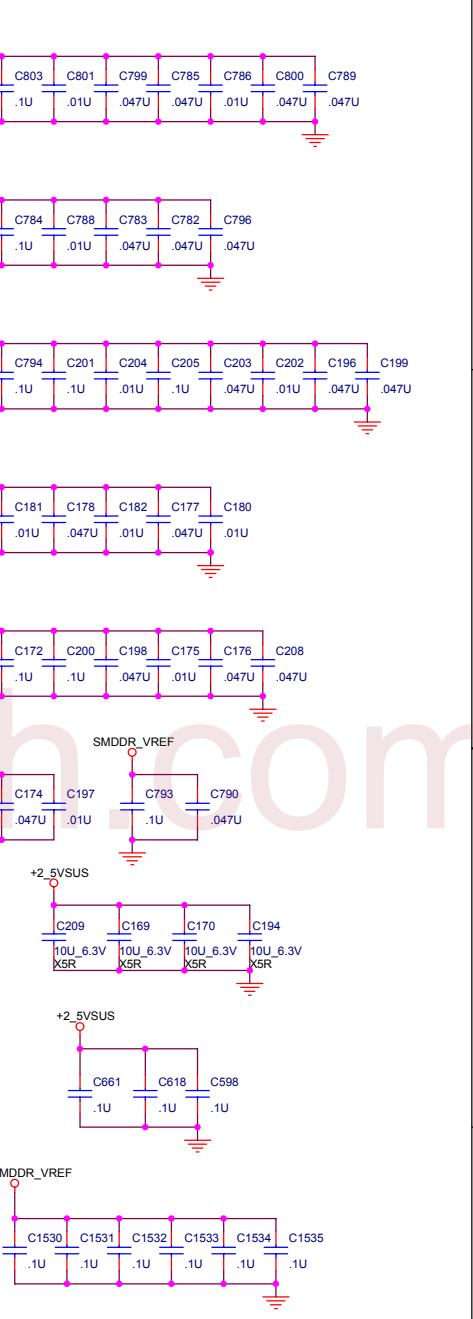 C803 C801 C799 C785 C786 C800 C789
.1U .01U .047U .047U .01U .047U .047U
C784 C788 C783 C782 C796
.1U .01U .047U .047U .047U
C794 C201 C204 C205 C203 C202 C196 C199
.1U .1U .01U .1U .047U .01U .047U .047U
C181 C178 C182 C177 C180
.01U .047U .01U .047U .01U
C172 C200 C198 C175 C176 C208
.1U .1U .047U .01U .047U .047U
h.com
SMDDR_VREF
C174 C197 C793 C790
.047U .01U .1U .047U
+2_5VSUS
C209 C169 C170 C194
10U_6.3V 10U_6.3V 10U_6.3V 10U_6.3V
X5R X5R X5R X5R
+2_5VSUS
C661 C618 C598
.1U .1U .1U
MDDR_VREF
C1530 C1531 C1532 C1533 C1534 C1535
.1U .1U .1U .1U .1U .1U